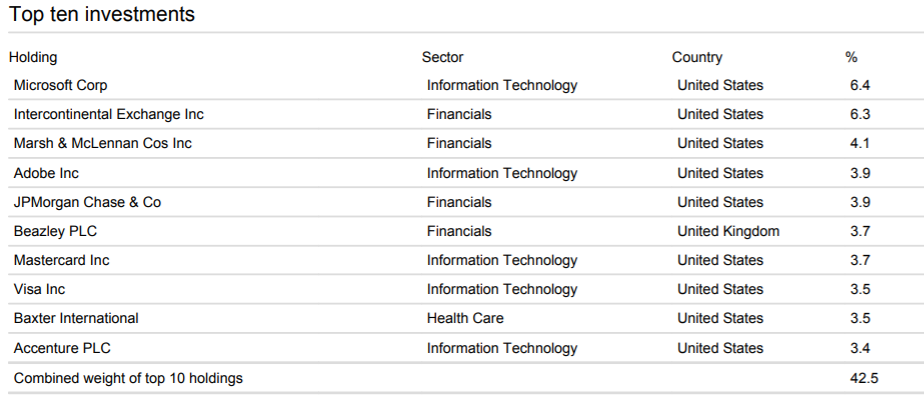 Top ten investments
Holding Sector Country %
Microsoft Corp Information Technology United States 6.4
Intercontinental Exchange Inc Financials United States 6.3
Marsh & McLennan Cos Inc Financials United States 4.1
Adobe Inc Information Technology United States 3.9
JPMorgan Chase & Co Financials United States 3.9
Beazley PLC Financials United Kingdom 3.7
Mastercard Inc Information Technology United States 3.7
Visa Inc Information Technology United States 3.5
Baxter International Health Care United States 3.5
Accenture PLC Information Technology United States 3.4
Combined weight of top 10 holdings 42.5